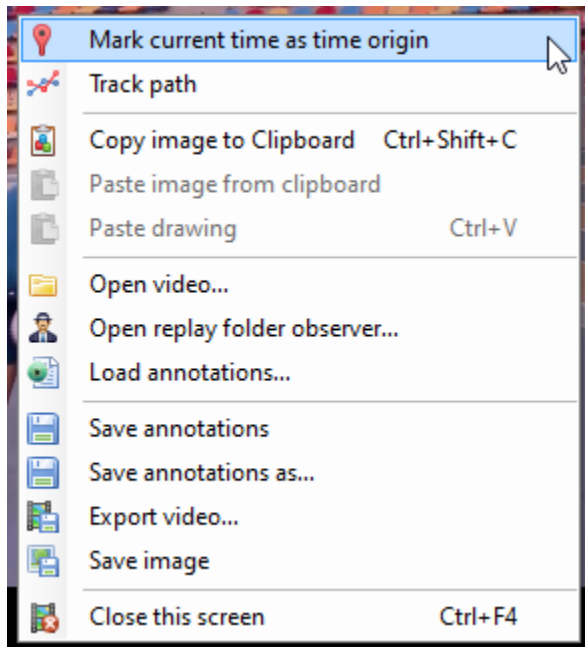 Mark current time as time origin
Track path
Copy image to Clipboard Ctrl+Shift+C
Paste image from clipboard
Paste drawing Ctrl+V
Open video...
Open replay folder observer...
Load annotations...
Save annotations
Save annotations as...
Export video...
Save image
Close this screen Ctrl+F4